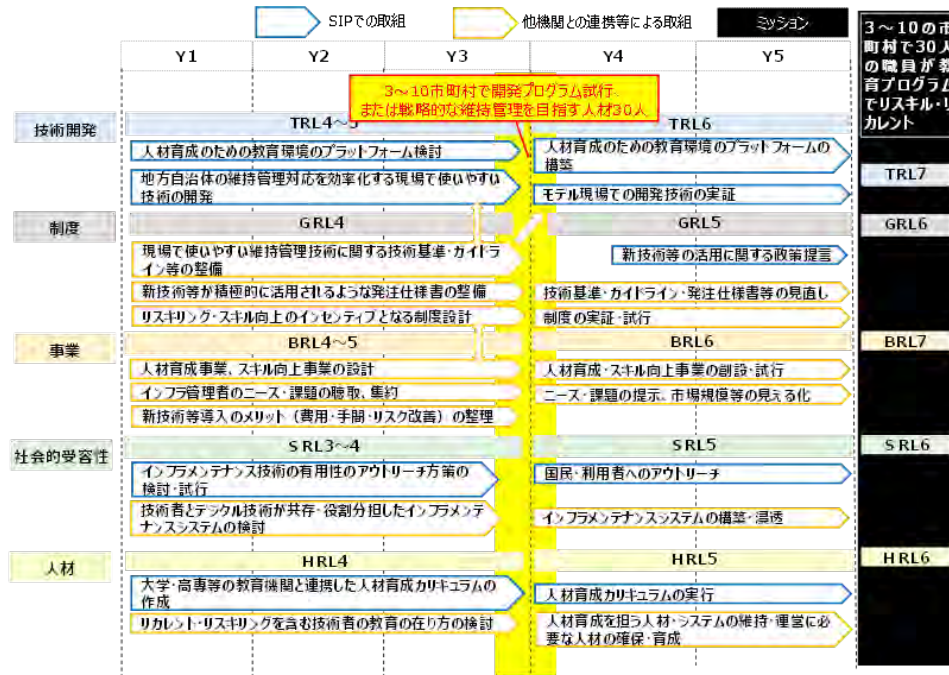 SIPでの取組
他機関との連携等による取組
ミッション
Y1
Y2
Y3
Y4
Y5
3～10の市
町村で30人
の職員が教
育プログラム
でリスキル・リ
カレント
3～10市町村で開発プログラム試行、
または戦略的な維持管理を目指す人材30人
技術開発
TRL4～5
TRL6
TRL7
人材育成のための教育環境のプラットフォーム検討
人材育成のための教育環境のプラットフォームの
構築
地方自治体の維持管理対応を効率化する現場で使いやすい
技術の開発
モデル現場での開発技術の実証
制度
GRL4
GRL5
GRL6
現場で使いやすい維持管理技術に関する技術基準・ガイドラ
イン等の整備
新技術等の活用に関する政策提言
新技術等が積極的に活用されるような発注仕様書の整備
技術基準・ガイドライン・発注仕様書等の見直し
リスキリング・スキル向上のインセンティブとなる制度設計
制度の実証・試行
事業
BRL4～5
BRL6
BRL7
人材育成事業、スキル向上事業の設計
人材育成・スキル向上事業の創設・試行
インフラ管理者のニース・課題の聴取、集約
ニース・課題の提示、市場規模等の見える化
新技術等導入のメリット（費用・手間・リスク改善）の整理
社会的受容性
SRL3～4
SRL5
SRL6
インフラメンテナンス技術の有用性のアウトリーチ方策の
検討・試行
国民・利用者へのアウトリーチ
技術者とデジタル技術が共存・役割分担したインフラメンテ
ナンスシステムの検討
インフラメンテナンスシステムの構築・浸透
人材
HRL4
HRL5
HRL6
大学・高専等の教育機関と連携した人材育成カリキュラムの
作成
人材育成カリキュラムの実行
リカレント・リスキリングを含む技術者の教育の在り方の検討
人材育成を担う人材・システムの維持・運営に必
要な人材の確保・育成